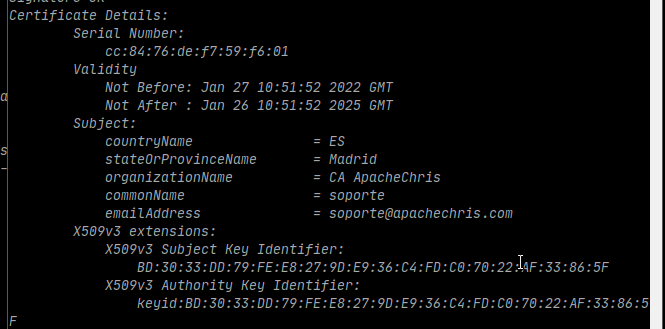 Certificate Details:
Serial Number:
cc:84:76:de:f7:59:f6:01
Validity
Not Before: Jan 27 10:51:52 2022 GMT
Not After : Jan 26 10:51:52 2025 GMT
Subject:
countryName = ES
stateOrProvinceName = Madrid
organizationName = CA ApacheChris
commonName = soporte
emailAddress = soporte@apachechris.com
X509v3 extensions:
X509v3 Subject Key Identifier:
BD:30:33:DD:79:FE:E8:27:9D:E9:36:C4:FD:C0:70:22:AF:33:86:5F
X509v3 Authority Key Identifier:
keyid:BD:30:33:DD:79:FE:E8:27:9D:E9:36:C4:FD:C0:70:22:AF:33:86:5
F